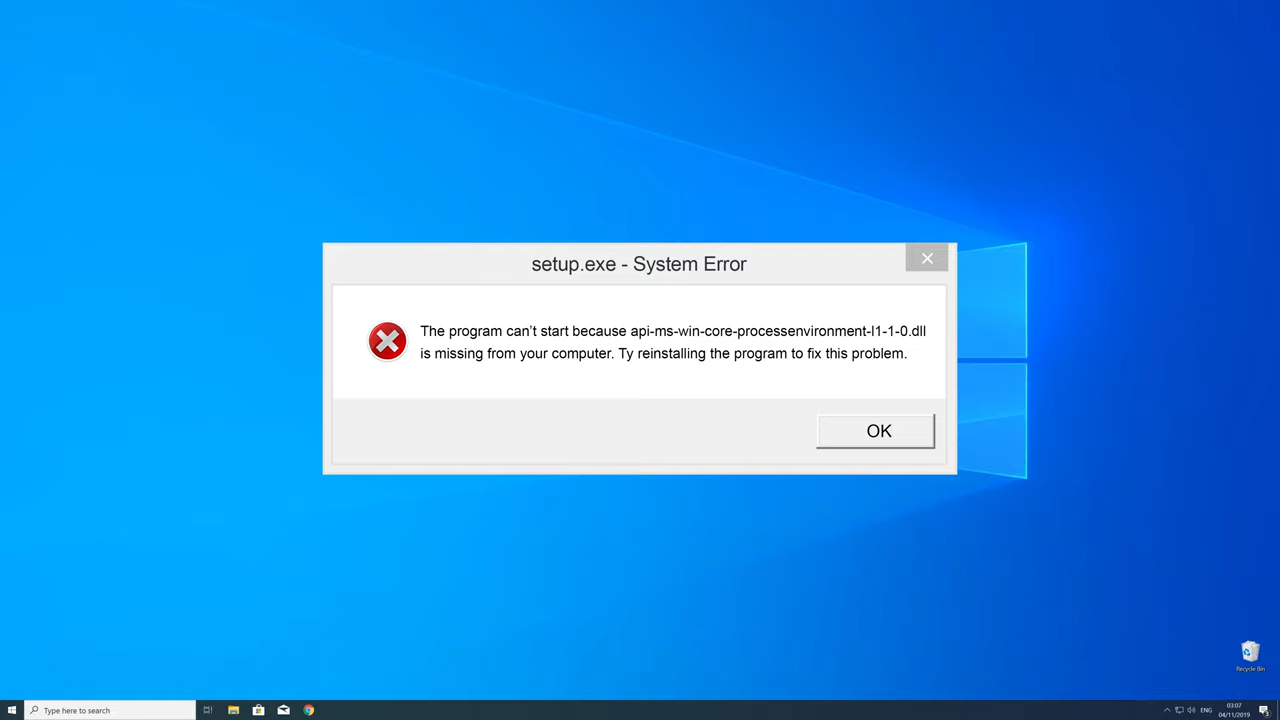 setup.exe - System Error
The program can’t start because api-ms-win-core-processenvironment-l1-1-0.dll
is missing from your computer. Ty reinstalling the program to fix this problem.
OK
Recycle Bin
Type here to search
ENG
03:07
04/11/2019